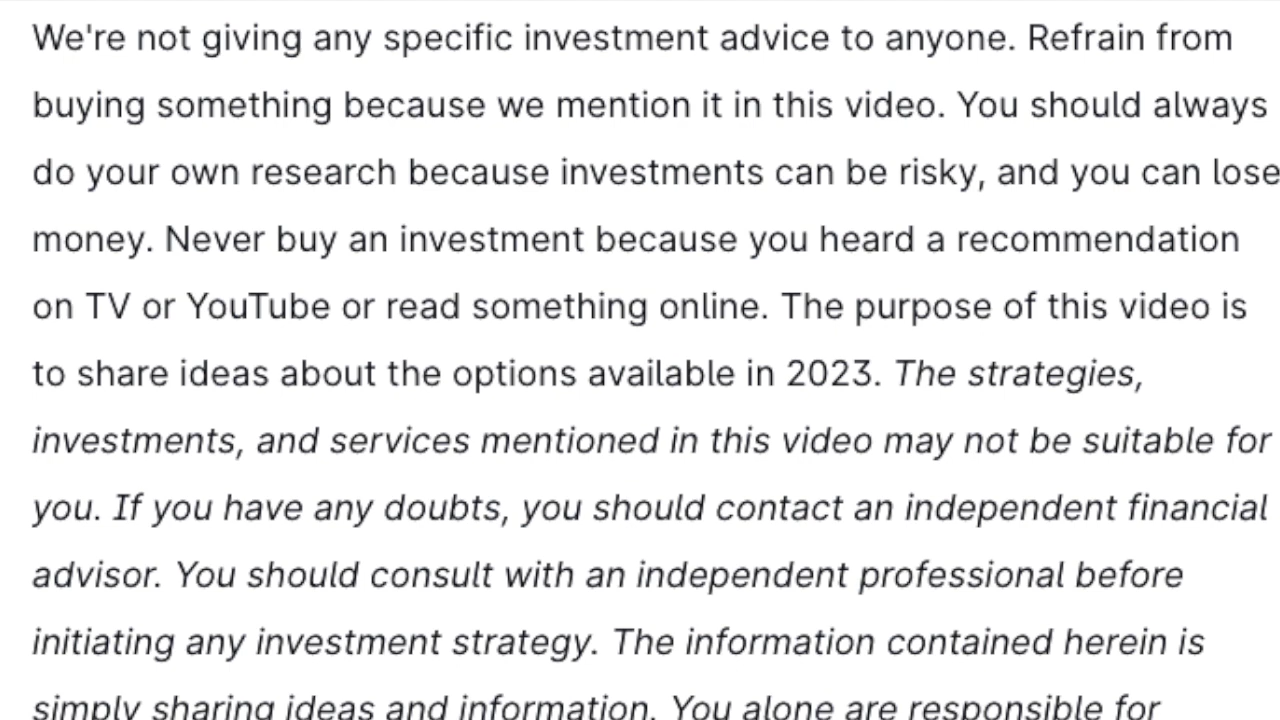 We're not giving any specific investment advice to anyone. Refrain from
buying something because we mention it in this video. You should always
do your own research because investments can be risky, and you can lose
money. Never buy an investment because you heard a recommendation
on TV or YouTube or read something online. The purpose of this video is
to share ideas about the options available in 2023. The strategies,
investments, and services mentioned in this video may not be suitable for
you. If you have any doubts, you should contact an independent financial
advisor. You should consult with an independent professional before
initiating any investment strategy. The information contained herein is
simply sharing ideas and information. You alone are responsible for